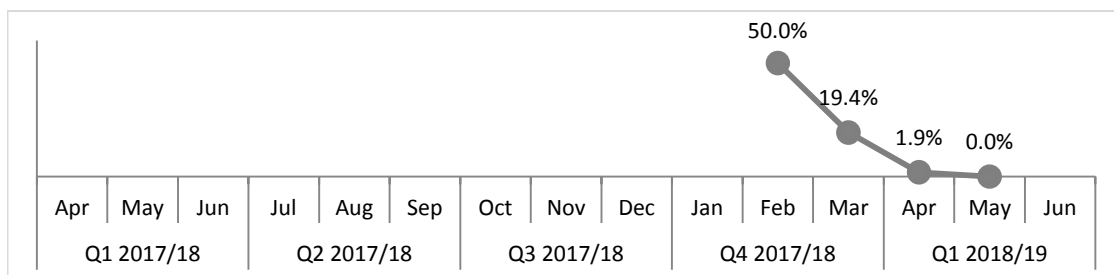 50.0%
19.4%
1.9%
0.0%
Apr May Jun Jul Aug Sep Oct Nov Dec Jan Feb Mar Apr May Jun
Q1 2017/18 Q2 2017/18 Q3 2017/18 Q4 2017/18 Q1 2018/19